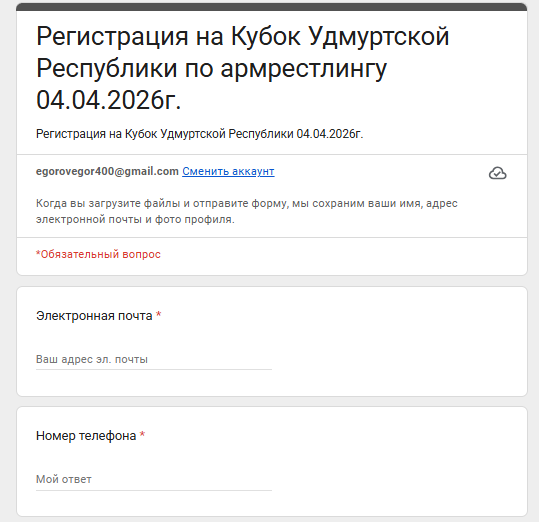 Регистрация на Кубок Удмуртской
Республики по армрестлингу
04.04.2026г.
Регистрация на Кубок Удмуртской Республики 04.04.2026г.
egorovegor400@gmail.com Сменить аккаунт
Когда вы загрузите файлы и отправите форму, мы сохраним ваши имя, адрес
электронной почты и фото профиля.
*Обязательный вопрос
Электронная почта *
Ваш адрес эл. почты
Номер телефона *
Мой ответ